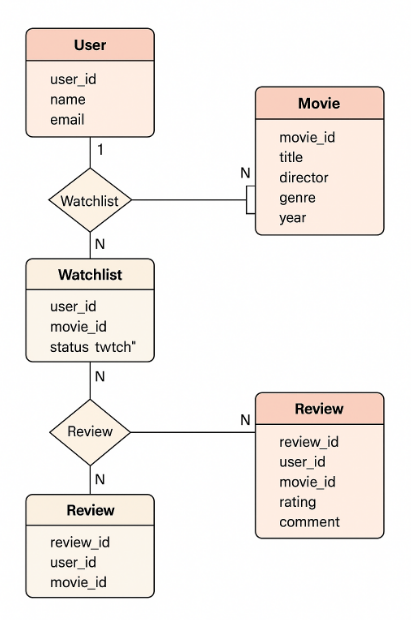 User
user_id
name
email
1
Movie
movie_id
title
director
genre
year
N
Watchlist
N
Watchlist
user_id
movie_id
status twtch"
N
Review
N
Review
review_id
user_id
movie_id
rating
comment
N
Review
review_id
user_id
movie_id